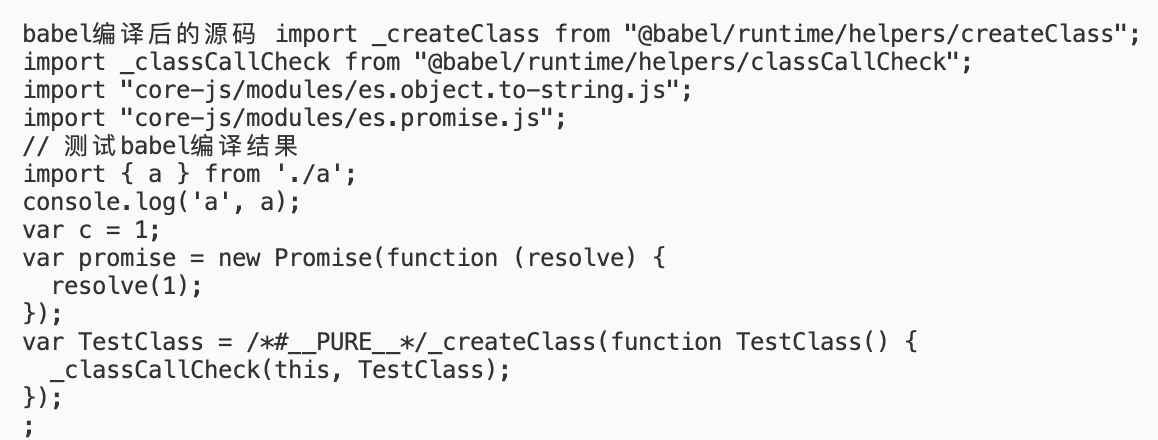 babel编译后的源码 import _createClass from "@babel/runtime/helpers/createClass";
import _classCallCheck from "@babel/runtime/helpers/classCallCheck";
import "core-js/modules/es.object.to-string.js";
import "core-js/modules/es.promise.js";
// 测试babel编译结果
import { a } from './a';
console.log('a', a);
var c = 1;
var promise = new Promise(function (resolve) {
  resolve(1);
});
var TestClass = /*#__PURE__*/_createClass(function TestClass() {
  _classCallCheck(this, TestClass);
});
;